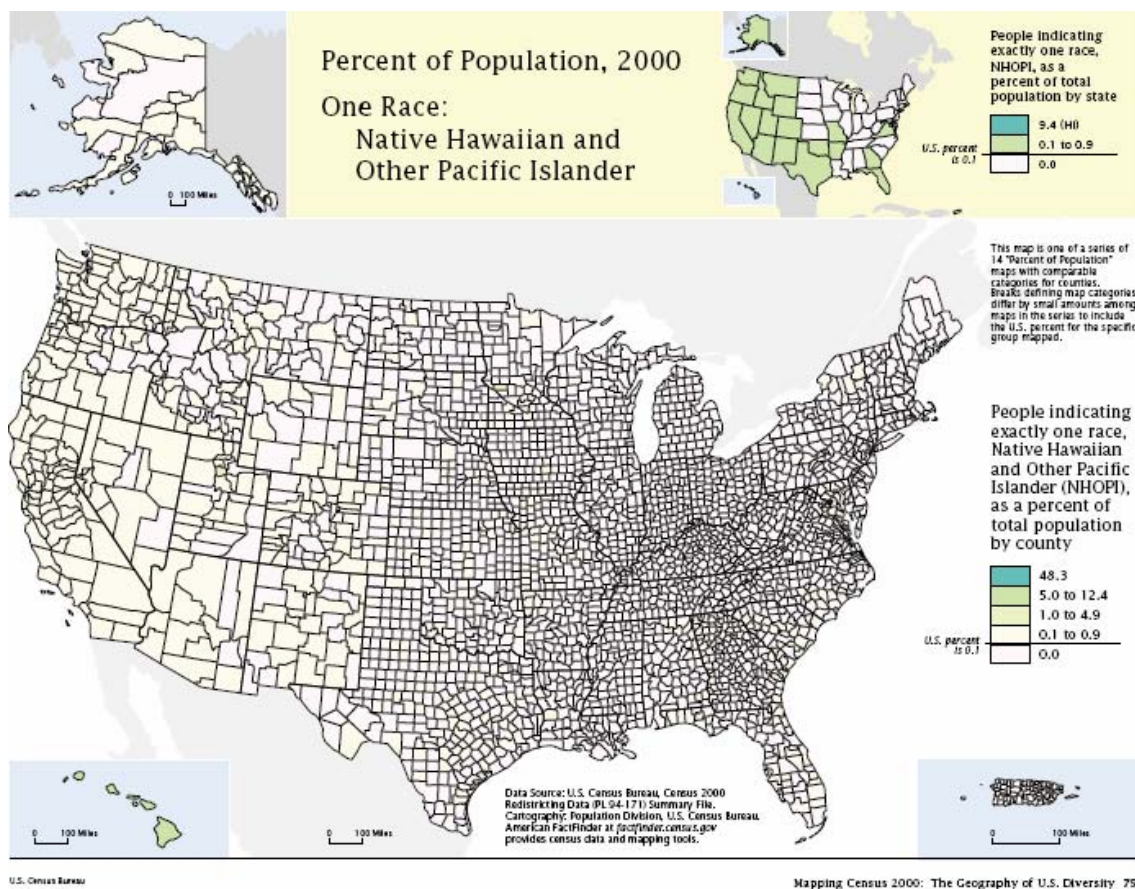 Percent of Population, 2000
One Race:
Native Hawaiian and
Other Pacific Islander
0 100 Miles
People indicating
exactly one race,
NHOPI, as a
percent of total
population by state
9.4 (HI)
0.1 to 0.9
0.0
U.S. percent
is 0.1
This map is one of a series of
14 "Percent of Population"
maps with comparable
categories for counties.
Breaks defining map categories
differ by small amounts among
maps in the series to include
the U.S. percent for the specific
group mapped.
People indicating
exactly one race,
Native Hawaiian
and Other Pacific
Islander (NHOPI),
as a percent of
total population
by county
48.3
5.0 to 12.4
1.0 to 4.9
0.1 to 0.9
0.0
U.S. percent
is 0.1
0 100 Miles
0 100 Miles
Data Source: U.S. Census Bureau, Census 2000
Redistricting Data (PL 94-171) Summary File.
Cartography: Population Division, U.S. Census Bureau.
American FactFinder at factfinder.census.gov
provides census data and mapping tools.
0 100 Miles
U.S. Census Bureau
Mapping Census 2000: The Geography of U.S. Diversity 79